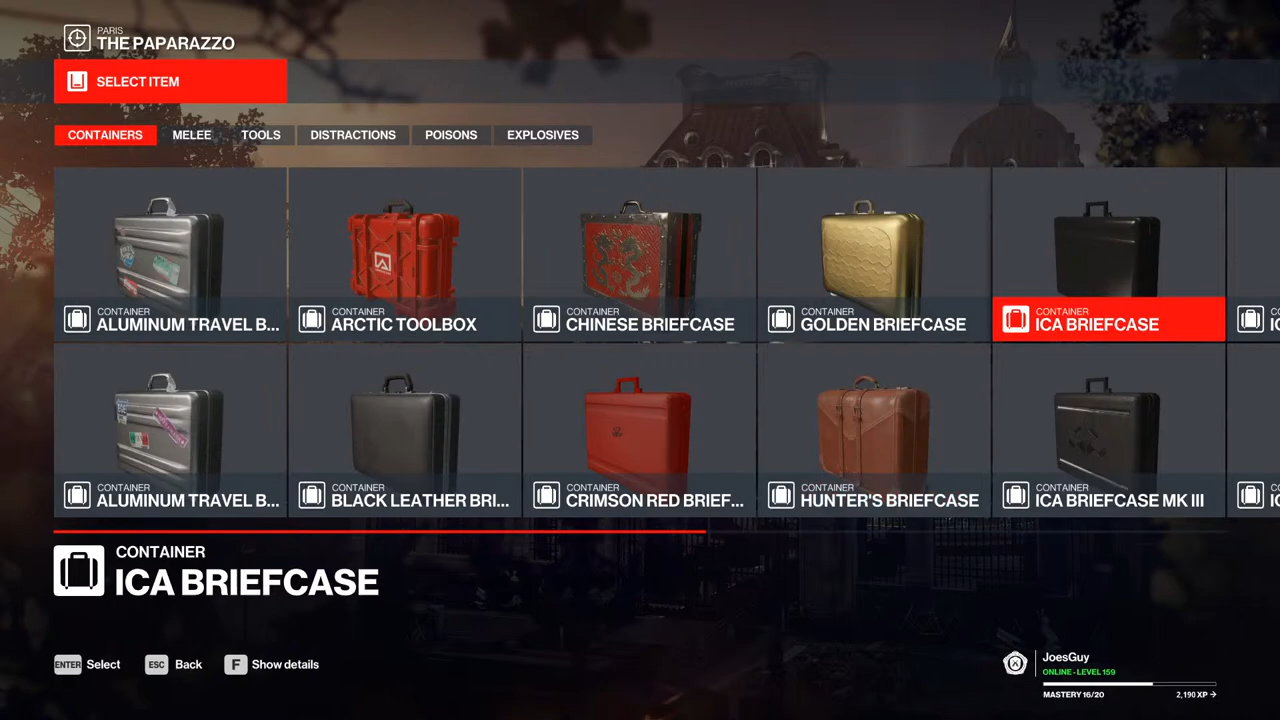 PARIS
THE PAPARAZZO
SELECT ITEM
CONTAINERS MELEE TOOLS DISTRACTIONS POISONS EXPLOSIVES
CONTAINER
ALUMINUM TRAVEL B...
CONTAINER
ARCTIC TOOLBOX
CONTAINER
CHINESE BRIEFCASE
CONTAINER
GOLDEN BRIEFCASE
CONTAINER
ICA BRIEFCASE
CONTAINER
ALUMINUM TRAVEL B...
CONTAINER
BLACK LEATHER BRI...
CONTAINER
CRIMSON RED BRIEF...
CONTAINER
HUNTER'S BRIEFCASE
CONTAINER
ICA BRIEFCASE MK III
CONTAINER
ICA BRIEFCASE
ENTER Select ESC Back F Show details
JoesGuy
ONLINE - LEVEL 159
MASTERY 16/20 2,190 XP →